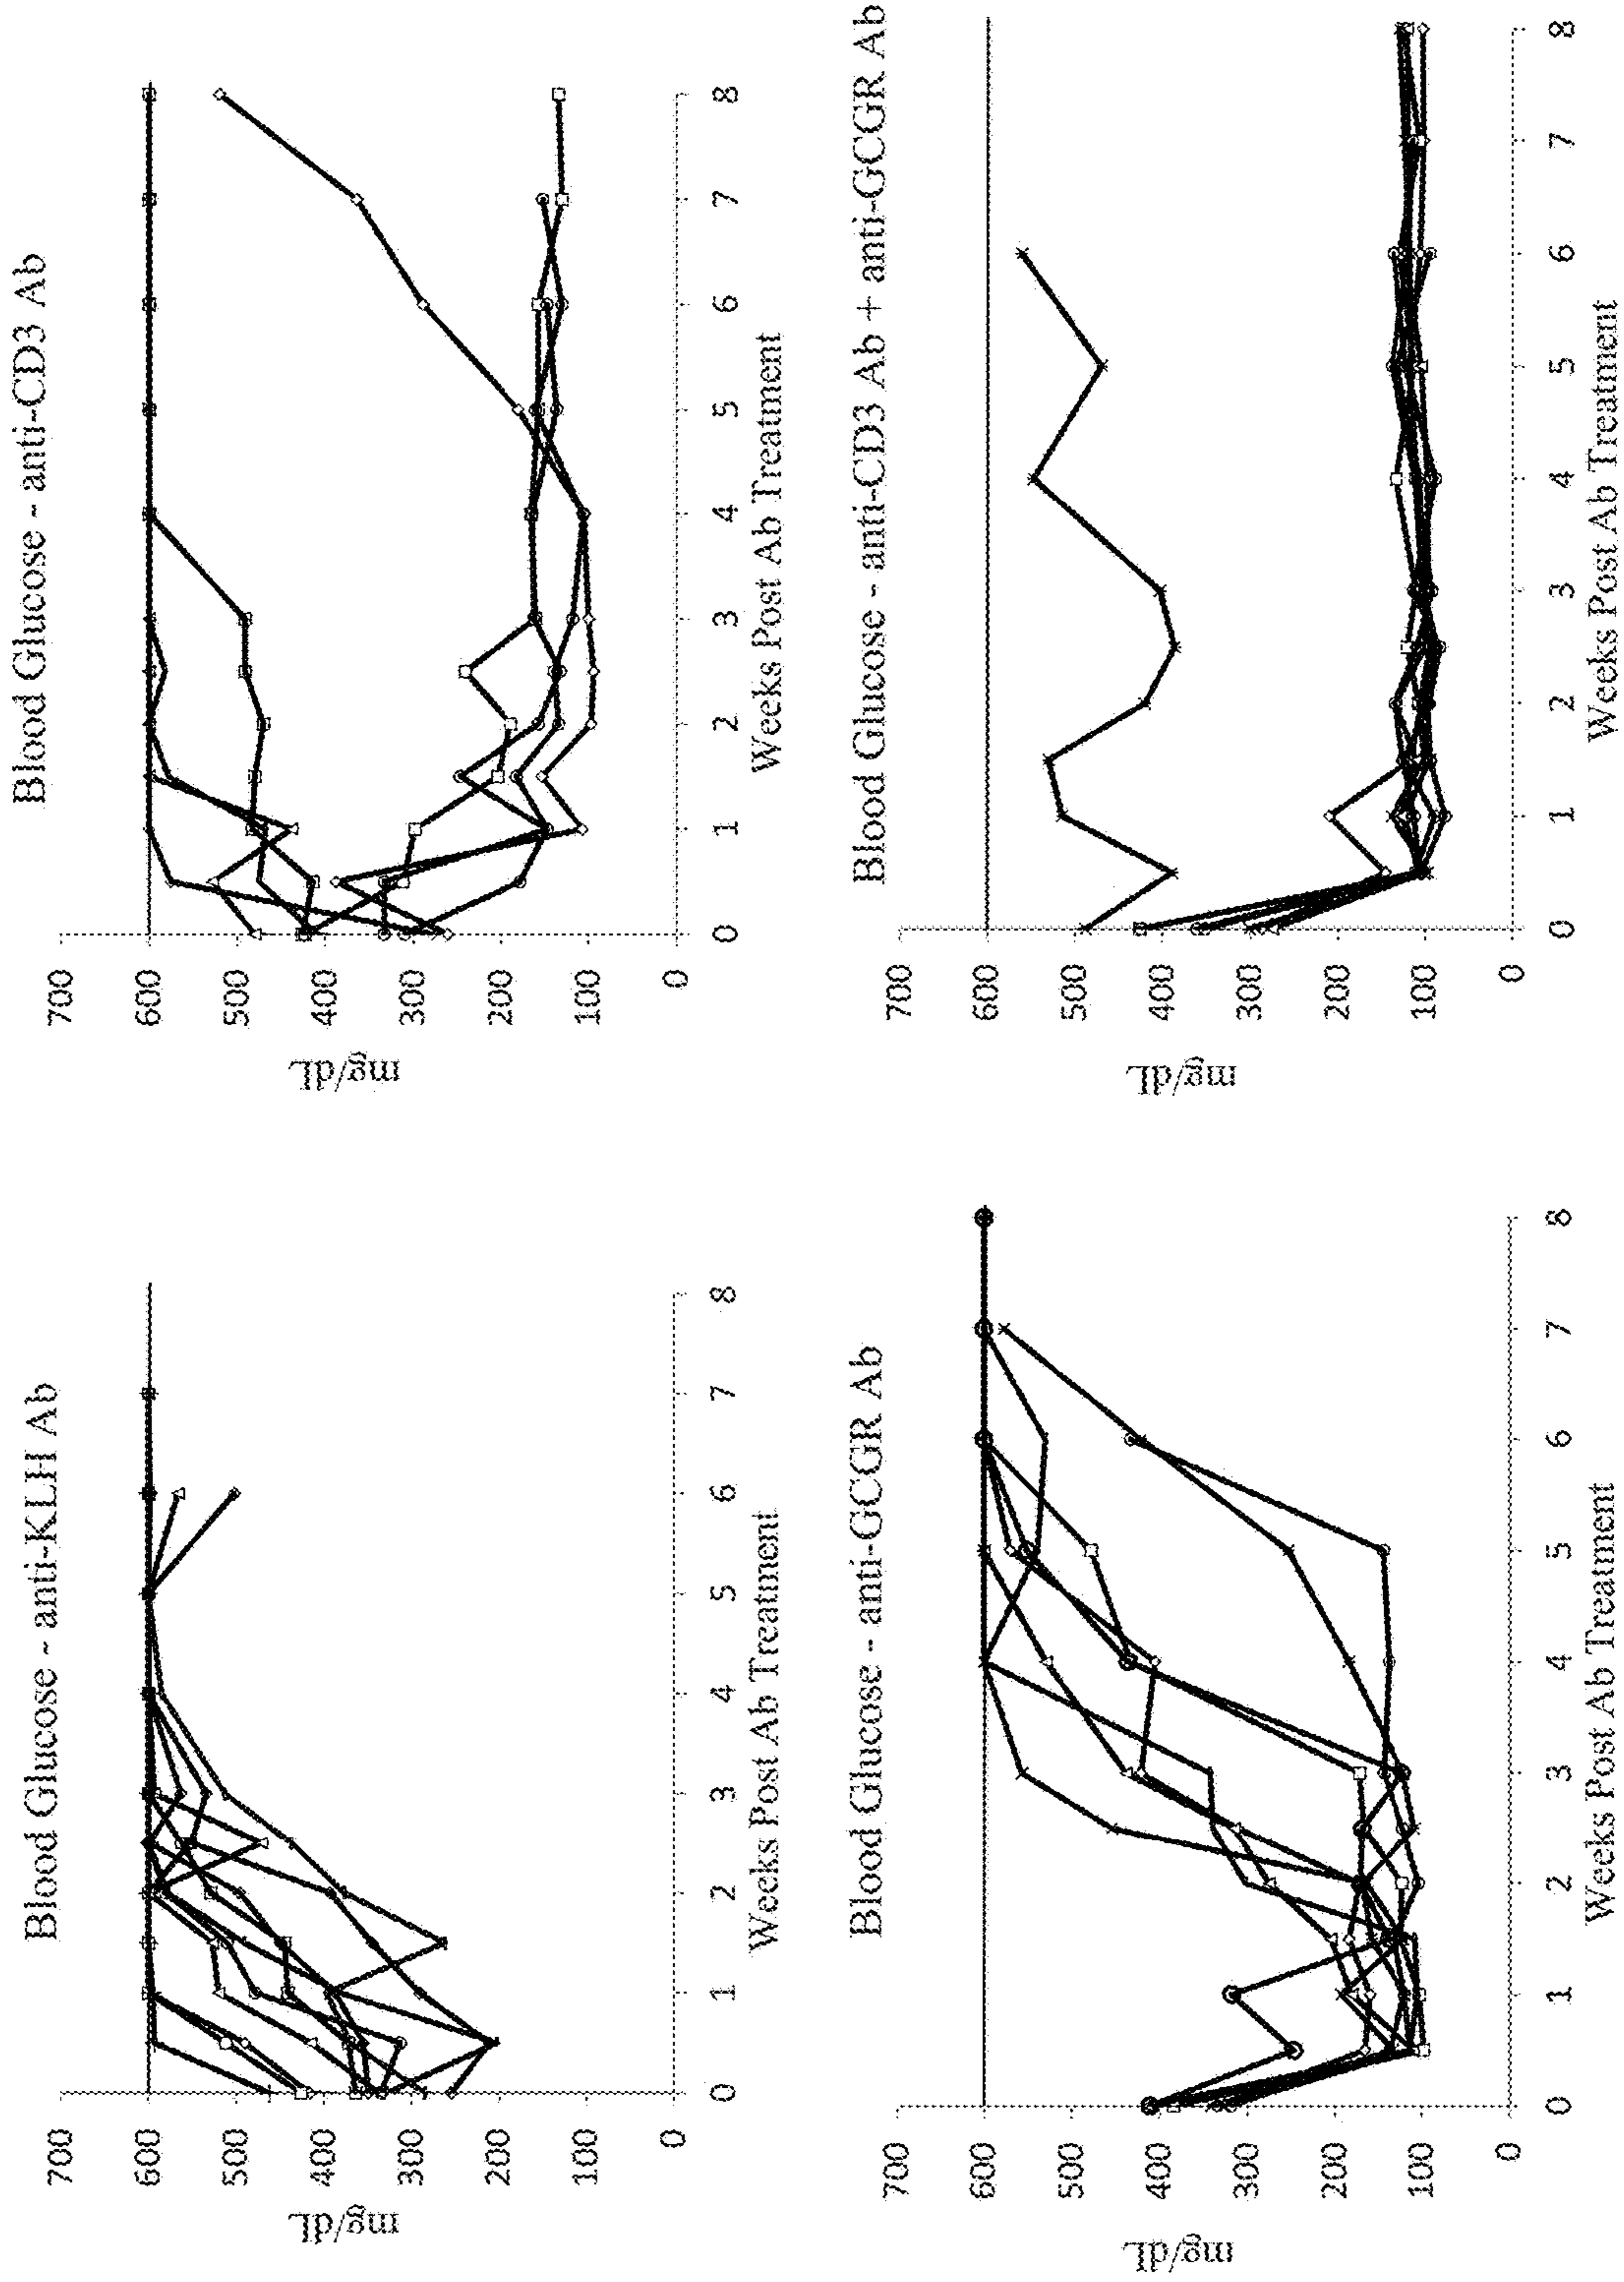 Blood Glucose - anti-KLH Ab
mg/dL
700
600
500
400
300
200
100
0
0 1 2 3 4 5 6 7 8
Weeks Post Ab Treatment
Blood Glucose - anti-CD3 Ab
mg/dL
700
600
500
400
300
200
100
0
0 1 2 3 4 5 6 7 8
Weeks Post Ab Treatment
Blood Glucose - anti-GCGR Ab
mg/dL
700
600
500
400
300
200
100
0
0 1 2 3 4 5 6 7 8
Weeks Post Ab Treatment
Blood Glucose - anti-CD3 Ab + anti-GCGR Ab
mg/dL
700
600
500
400
300
200
100
0
0 1 2 3 4 5 6 7 8
Weeks Post Ab Treatment